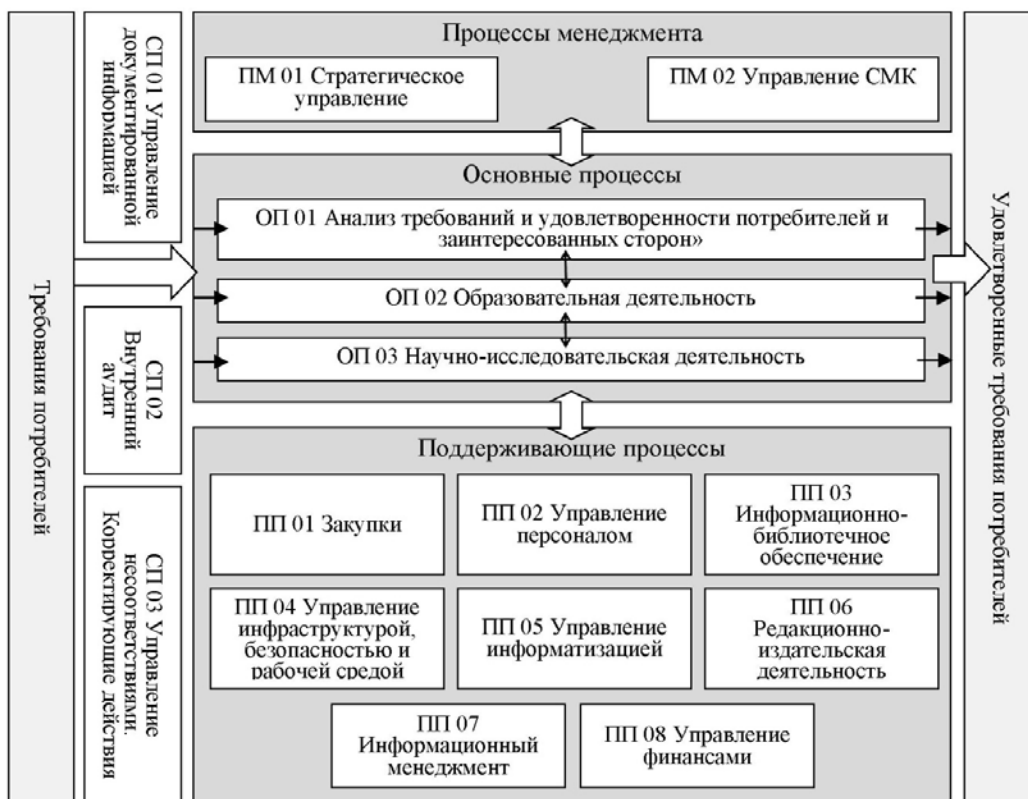 Требования потребителей
СП 01 Управление
документированной
информацией
СП 02
Внутренний
аудит
СП 03 Управление
несоответствиями.
Корректирующие действия
Процессы менеджмента
ПМ 01 Стратегическое
управление
ПМ 02 Управление СМК
Основные процессы
ОП 01 Анализ требований и удовлетворенности потребителей и
заинтересованных сторон»
ОП 02 Образовательная деятельность
ОП 03 Научно-исследовательская деятельность
Поддерживающие процессы
ПП 01 Закупки
ПП 02 Управление
персоналом
ПП 03
Информационно-
библиотечное
обеспечение
ПП 04 Управление
инфраструктурой,
безопасностью и
рабочей средой
ПП 05 Управление
информатизацией
ПП 06
Редакционно-
издательская
деятельность
ПП 07
Информационный
менеджмент
ПП 08 Управление
финансами
Удовлетворенные требования потребителей